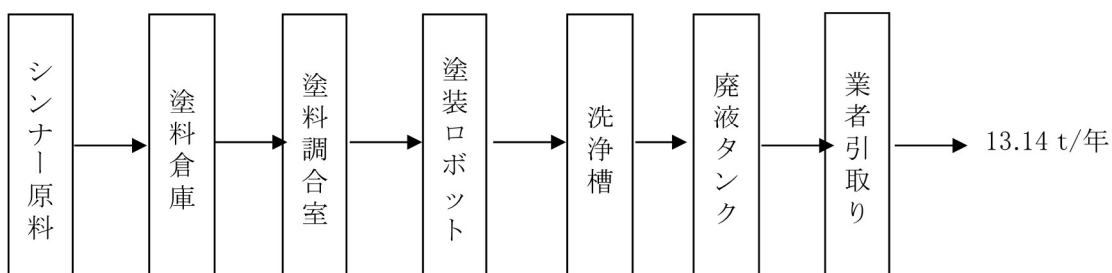 シンナー原料
塗料倉庫
塗料調合室
塗装ロボット
洗浄槽
廃液タンク
業者引取り
13.14 t/年